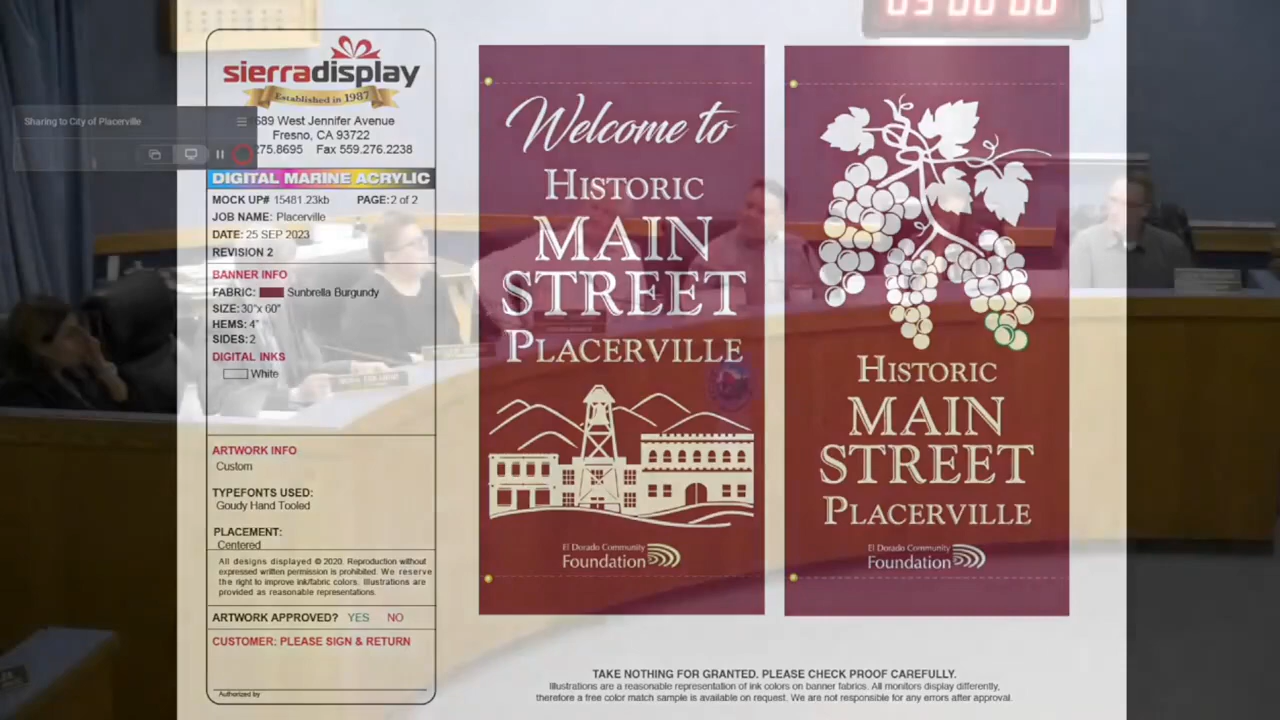 05:00:00
sierradisplay
Established in 1987
689 West Jennifer Avenue
Fresno, CA 93722
275.8695 Fax 559.276.2238
Sharing to City of Placerville
DIGITAL MARINE ACRYLIC
MOCK UP# 15481.23kb PAGE: 2 of 2
JOB NAME: Placerville
DATE: 25 SEP 2023
REVISION 2
BANNER INFO
FABRIC: Sunbrella Burgundy
SIZE: 30"x 60"
HEMS: 4"
SIDES: 2
DIGITAL INKS
White
ARTWORK INFO
Custom
TYPEFONTS USED:
Goudy Hand Tooled
PLACEMENT:
Centered
All designs displayed © 2020. Reproduction without
expressed written permission is prohibited. We reserve
the right to improve ink/fabric colors. Illustrations are
provided as reasonable representations.
ARTWORK APPROVED? YES NO
CUSTOMER: PLEASE SIGN & RETURN
Authorized by
Welcome to
HISTORIC
MAIN
STREET
PLACERVILLE
El Dorado Community
Foundation
HISTORIC
MAIN
STREET
PLACERVILLE
El Dorado Community
Foundation
TAKE NOTHING FOR GRANTED. PLEASE CHECK PROOF CAREFULLY.
Illustrations are a reasonable representation of ink colors on banner fabrics. All monitors display differently,
therefore a free color match sample is available on request. We are not responsible for any errors after approval.